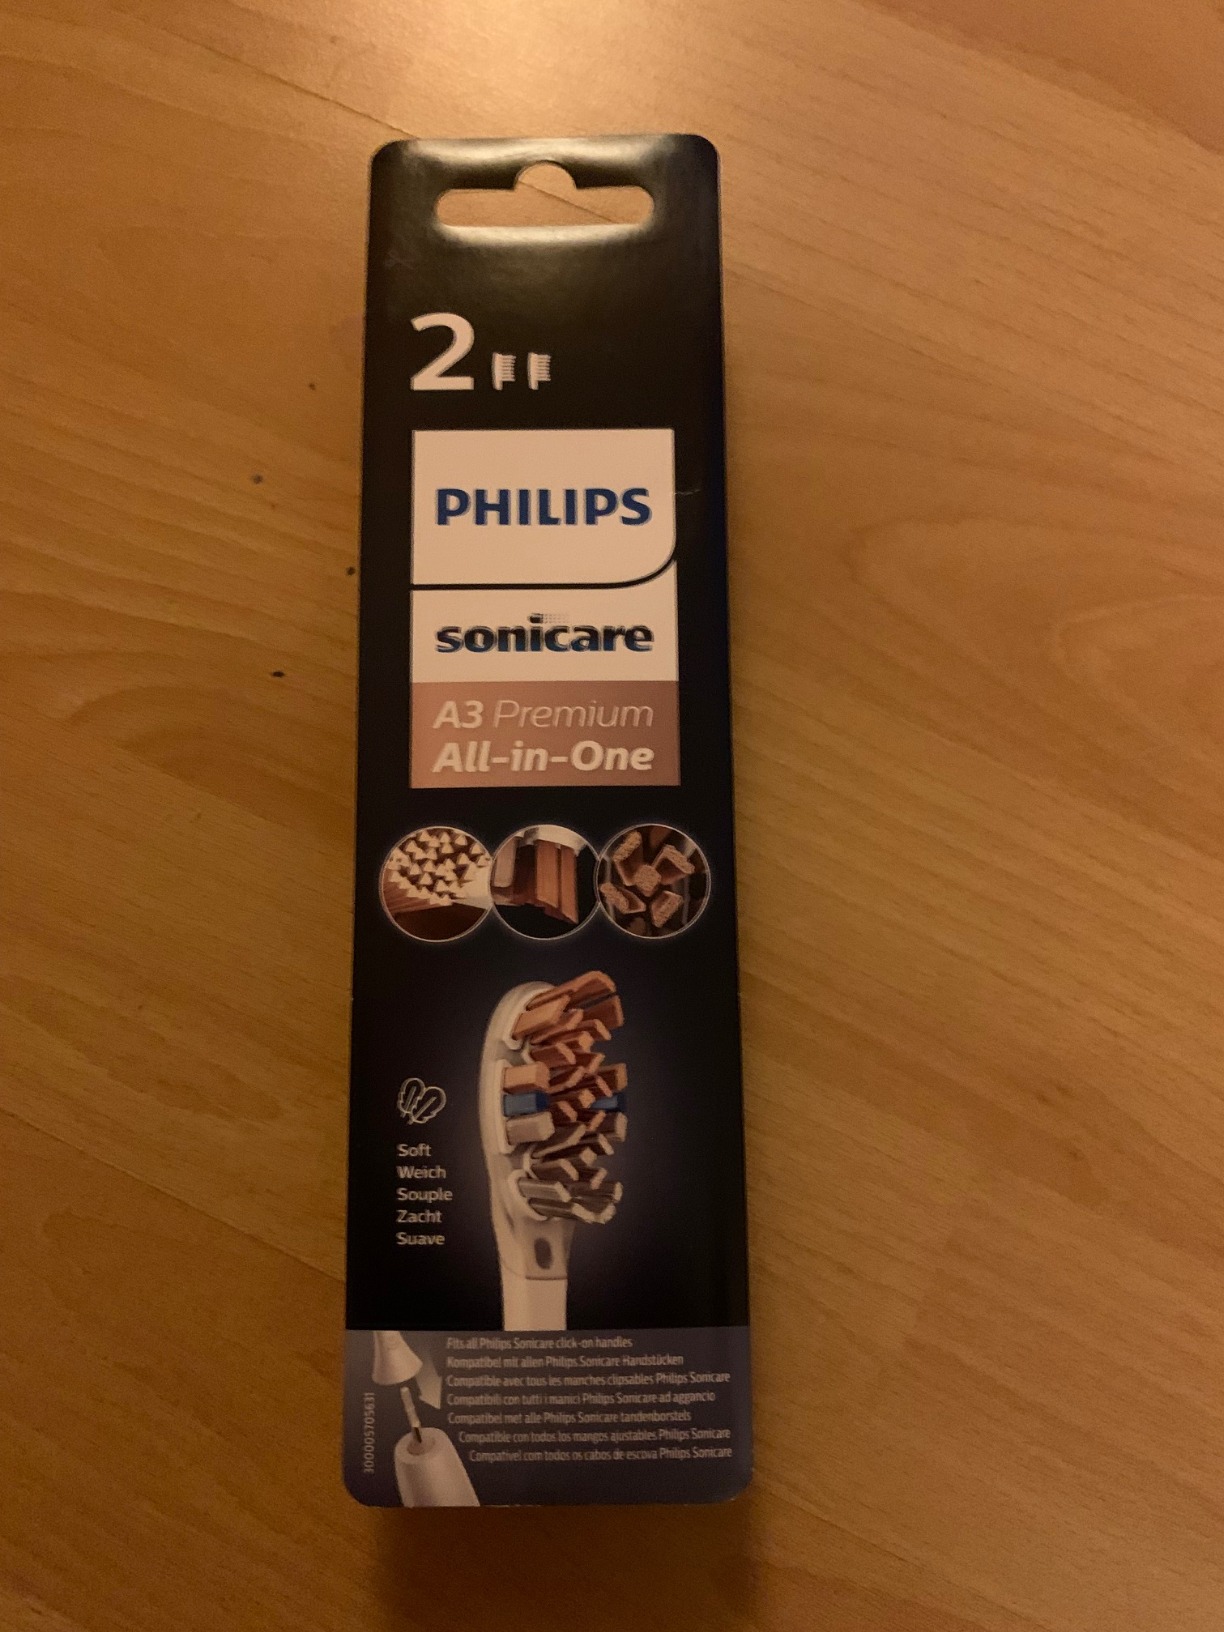 2
PHILIPS
sonicare
A3 Premium
All-in-One
Soft
Weich
Souple
Zacht
Suave
Fits all Philips Sonicare click-on handles
Kompatibel mit allen Philips Sonicare Handstücken
Compatible avec tous les manches clipsables Philips Sonicare
Compatibili con tutti i manici Philips Sonicare ad aggancio
Compatibel met alle Philips Sonicare tandenborstels
Compatible con todos los mangos ajustables Philips Sonicare
Compatível com todos os cabos de escova Philips Sonicare
300005705631